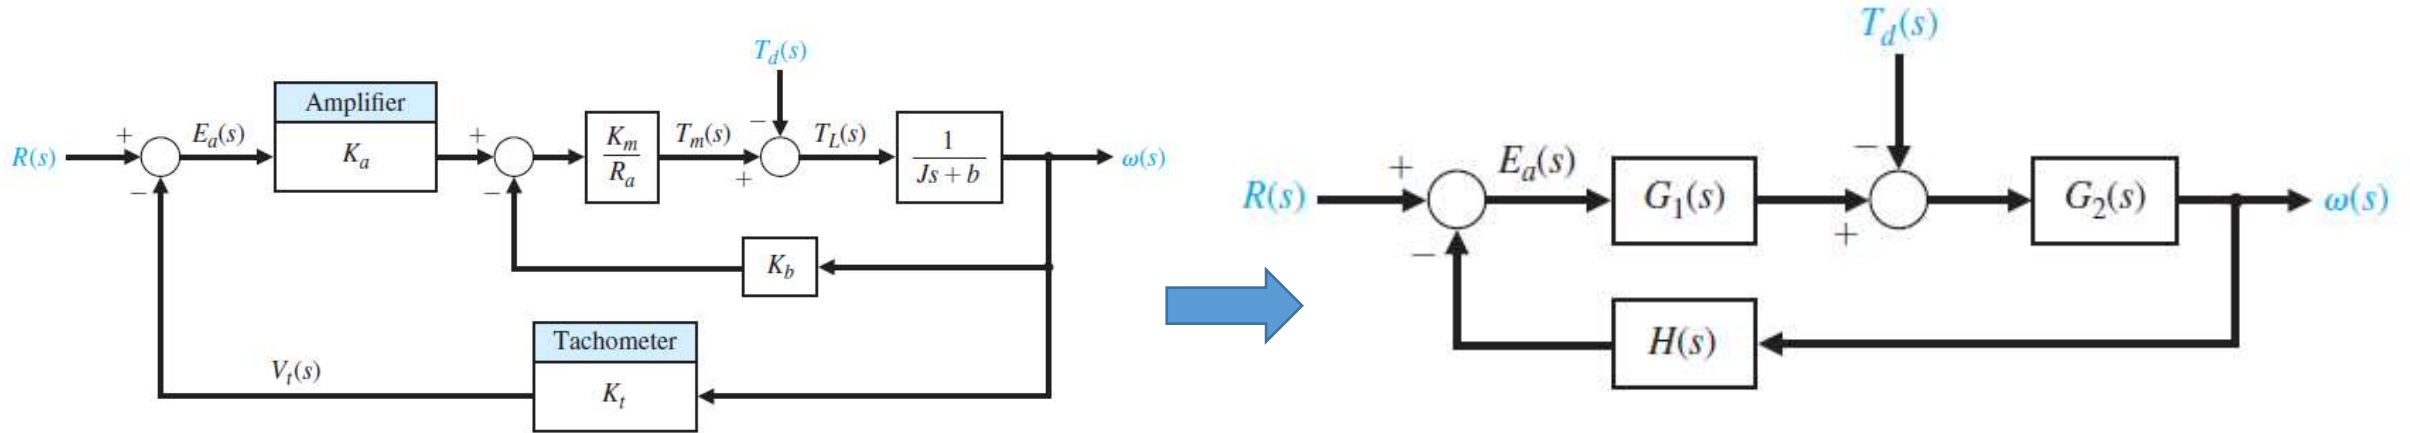 T_d(s)
Amplifier
R(s)
+
−
E_a(s)
K_a
+
−
K_m
R_a
T_m(s)
−
+
T_L(s)
1
Js + b
ω(s)
K_b
Tachometer
K_t
V_t(s)
T_d(s)
R(s)
+
−
E_a(s)
G_1(s)
−
+
G_2(s)
ω(s)
H(s)